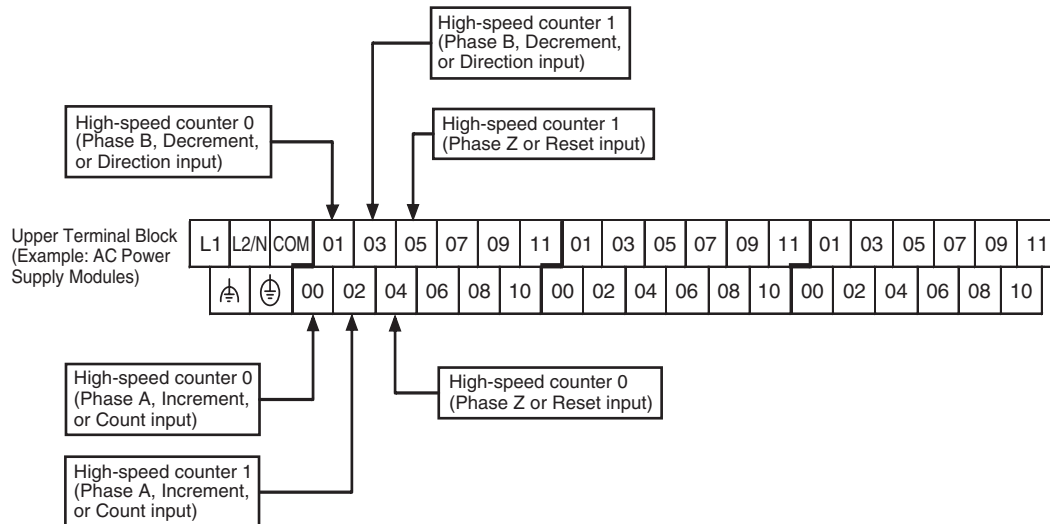 High-speed counter 1
(Phase B, Decrement,
or Direction input)
High-speed counter 0
(Phase B, Decrement,
or Direction input)
High-speed counter 1
(Phase Z or Reset input)
Upper Terminal Block
(Example: AC Power
Supply Modules)
L1 L2/N COM 01 03 05 07 09 11 01 03 05 07 09 11 01 03 05 07 09 11
00 02 04 06 08 10 00 02 04 06 08 10 00 02 04 06 08 10
High-speed counter 0
(Phase A, Increment,
or Count input)
High-speed counter 0
(Phase Z or Reset input)
High-speed counter 1
(Phase A, Increment,
or Count input)